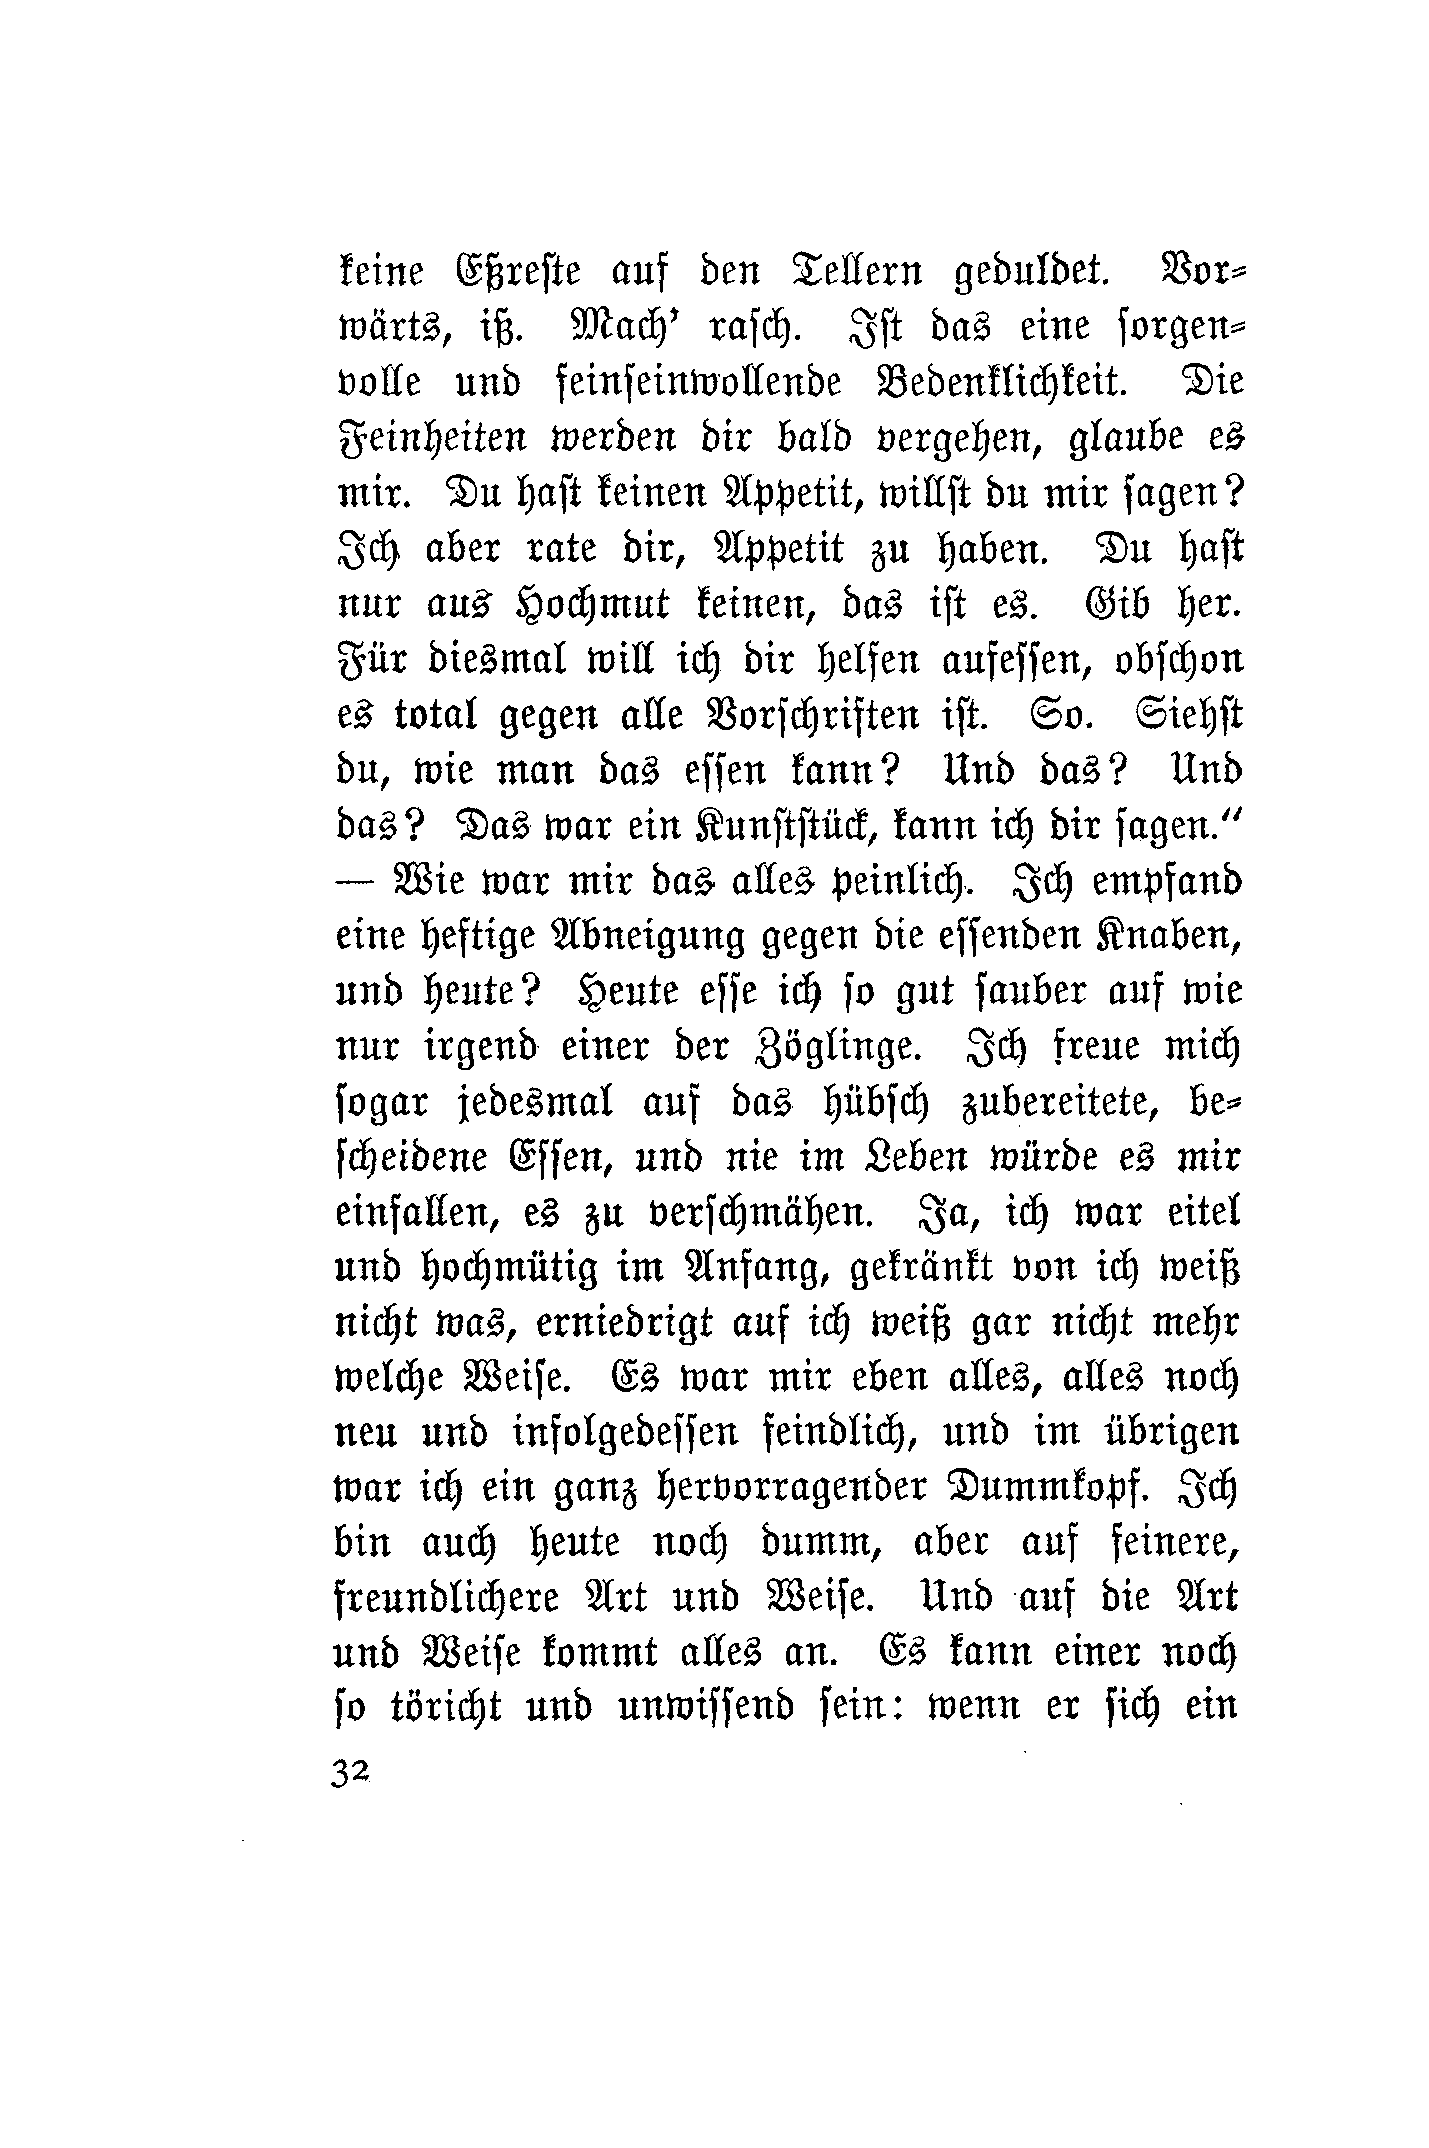 keine Eßreste auf den Tellern geduldet. Vor-
wärts, iß. Mach’ rasch. Ist das eine sorgen-
volle und feinseinwollende Bedenklichkeit. Die
Feinheiten werden dir bald vergehen, glaube es
mir. Du hast keinen Appetit, willst du mir sagen?
Ich aber rate dir, Appetit zu haben. Du hast
nur aus Hochmut keinen, das ist es. Gib her.
Für diesmal will ich dir helfen aufessen, obschon
es total gegen alle Vorschriften ist. So. Siehst
du, wie man das essen kann? Und das? Und
das? Das war ein Kunststück, kann ich dir sagen.“
— Wie war mir das alles peinlich. Ich empfand
eine heftige Abneigung gegen die essenden Knaben,
und heute? Heute esse ich so gut sauber auf wie
nur irgend einer der Zöglinge. Ich freue mich
sogar jedesmal auf das hübsch zubereitete, be-
scheidene Essen, und nie im Leben würde es mir
einfallen, es zu verschmähen. Ja, ich war eitel
und hochmütig im Anfang, gekränkt von ich weiß
nicht was, erniedrigt auf ich weiß gar nicht mehr
welche Weise. Es war mir eben alles, alles noch
neu und infolgedessen feindlich, und im übrigen
war ich ein ganz hervorragender Dummkopf. Ich
bin auch heute noch dumm, aber auf feinere,
freundlichere Art und Weise. Und auf die Art
und Weise kommt alles an. Es kann einer noch
so töricht und unwissend sein: wenn er sich ein
32